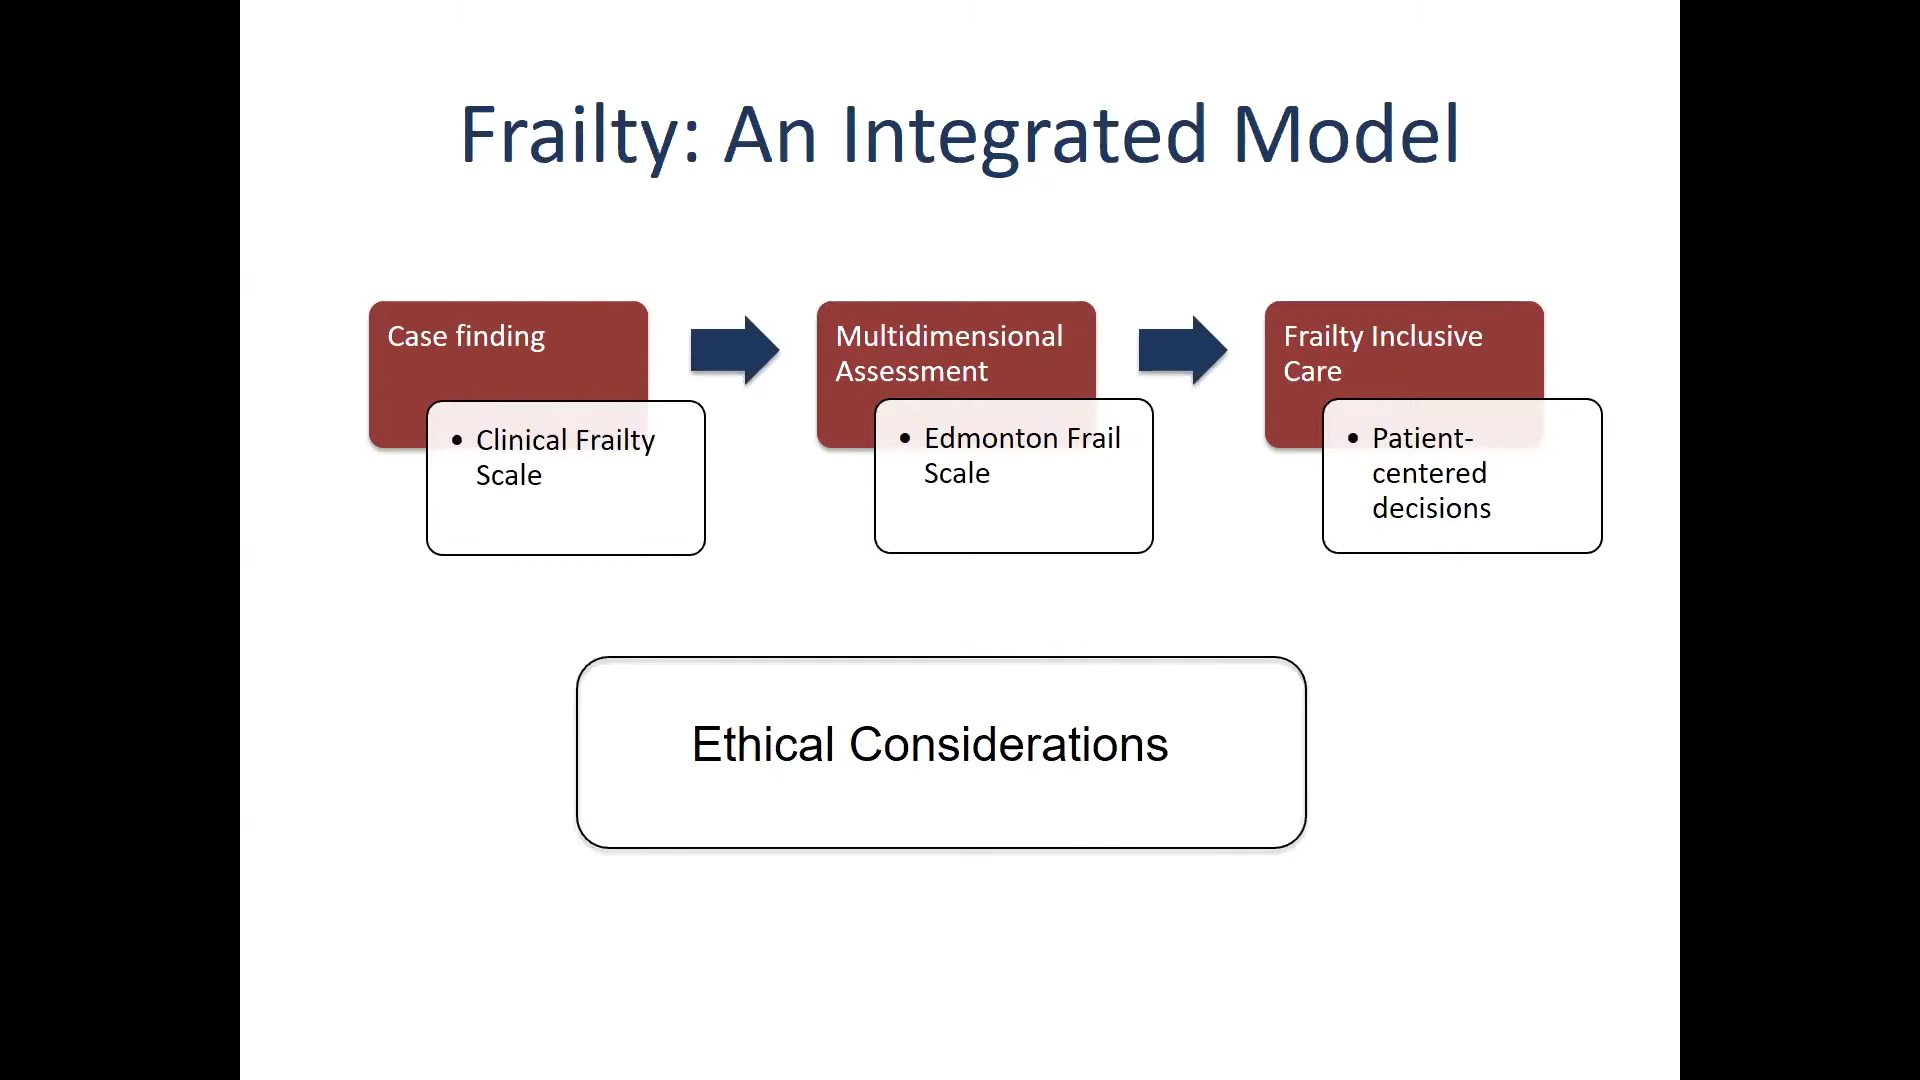 Frailty: An Integrated Model
Case finding
• Clinical Frailty
Scale
Multidimensional
Assessment
• Edmonton Frail
Scale
Frailty Inclusive
Care
• Patient-
centered
decisions
Ethical Considerations